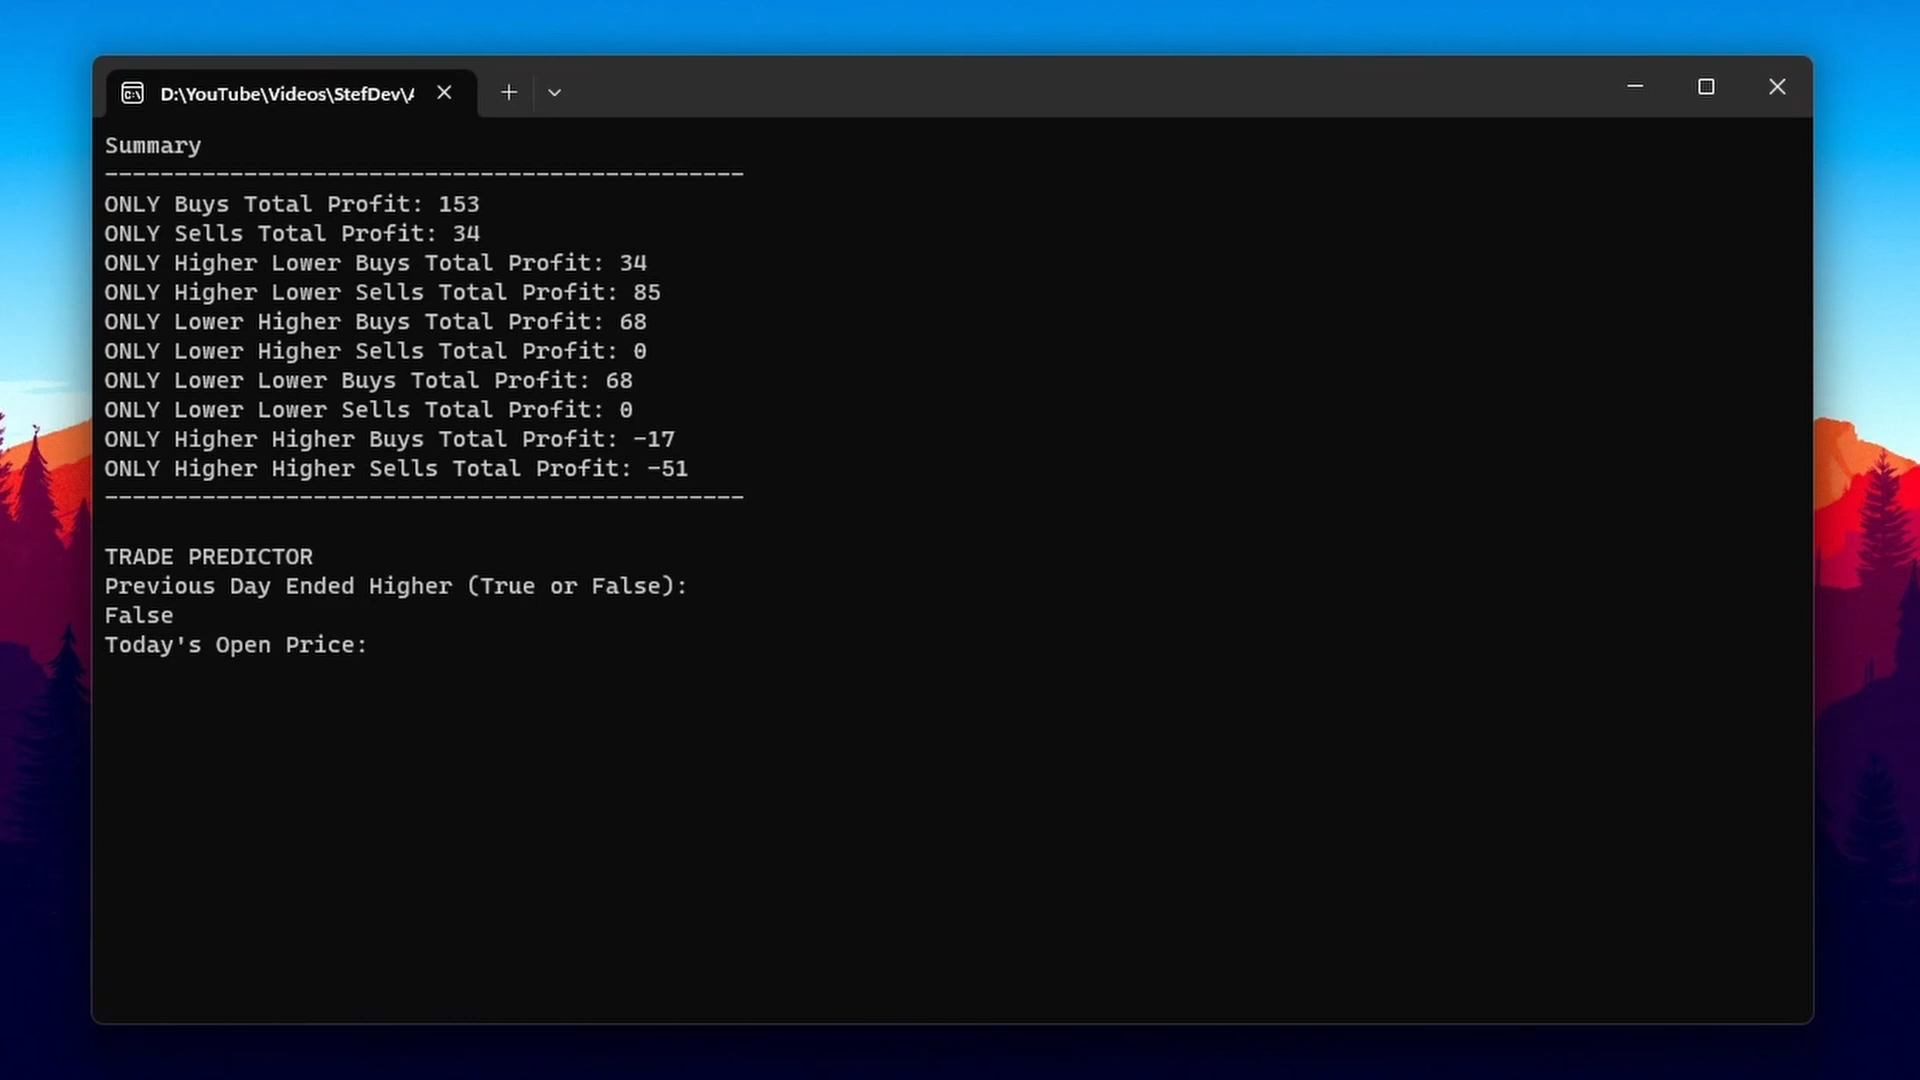 D:\YouTube\Videos\StefDev\
Summary
----------------------------------------------
ONLY Buys Total Profit: 153
ONLY Sells Total Profit: 34
ONLY Higher Lower Buys Total Profit: 34
ONLY Higher Lower Sells Total Profit: 85
ONLY Lower Higher Buys Total Profit: 68
ONLY Lower Higher Sells Total Profit: 0
ONLY Lower Lower Buys Total Profit: 68
ONLY Lower Lower Sells Total Profit: 0
ONLY Higher Higher Buys Total Profit: -17
ONLY Higher Higher Sells Total Profit: -51
----------------------------------------------
TRADE PREDICTOR
Previous Day Ended Higher (True or False):
False
Today's Open Price: